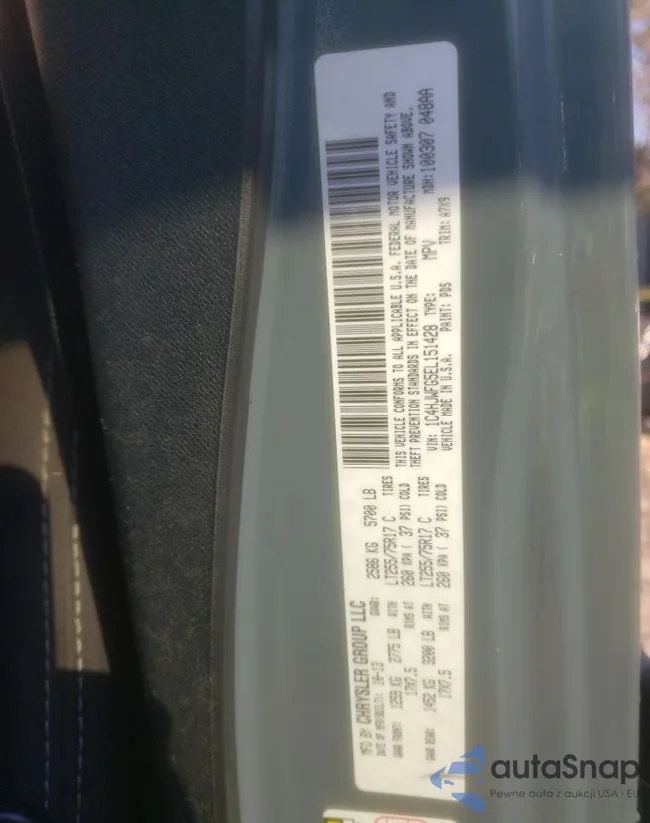 MFD BY CHRYSLER GROUP LLC
DATE OF MFR(BUILT): 10-13 GVWR: 2586 KG 5700 LB
GAWR FRONT: 1259 KG 2775 LB WITH LT255/75R17 C TIRES
17X7.5 RIMS AT 260 KPA ( 37 PSI) COLD
GAWR REAR: 1452 KG 3200 LB WITH LT255/75R17 C TIRES
17X7.5 RIMS AT 260 KPA ( 37 PSI) COLD
THIS VEHICLE CONFORMS TO ALL APPLICABLE U.S.A. FEDERAL MOTOR VEHICLE SAFETY AND
THEFT PREVENTION STANDARDS IN EFFECT ON THE DATE OF MANUFACTURE SHOWN ABOVE.
VIN: 1C4HJWFG5EL151428 TYPE: MPV MDH:100307 048AA
VEHICLE MADE IN U.S.A. PAINT: PDS TRIM: A7X9
autaSnap
Pewne auta z aukcji USA i EU